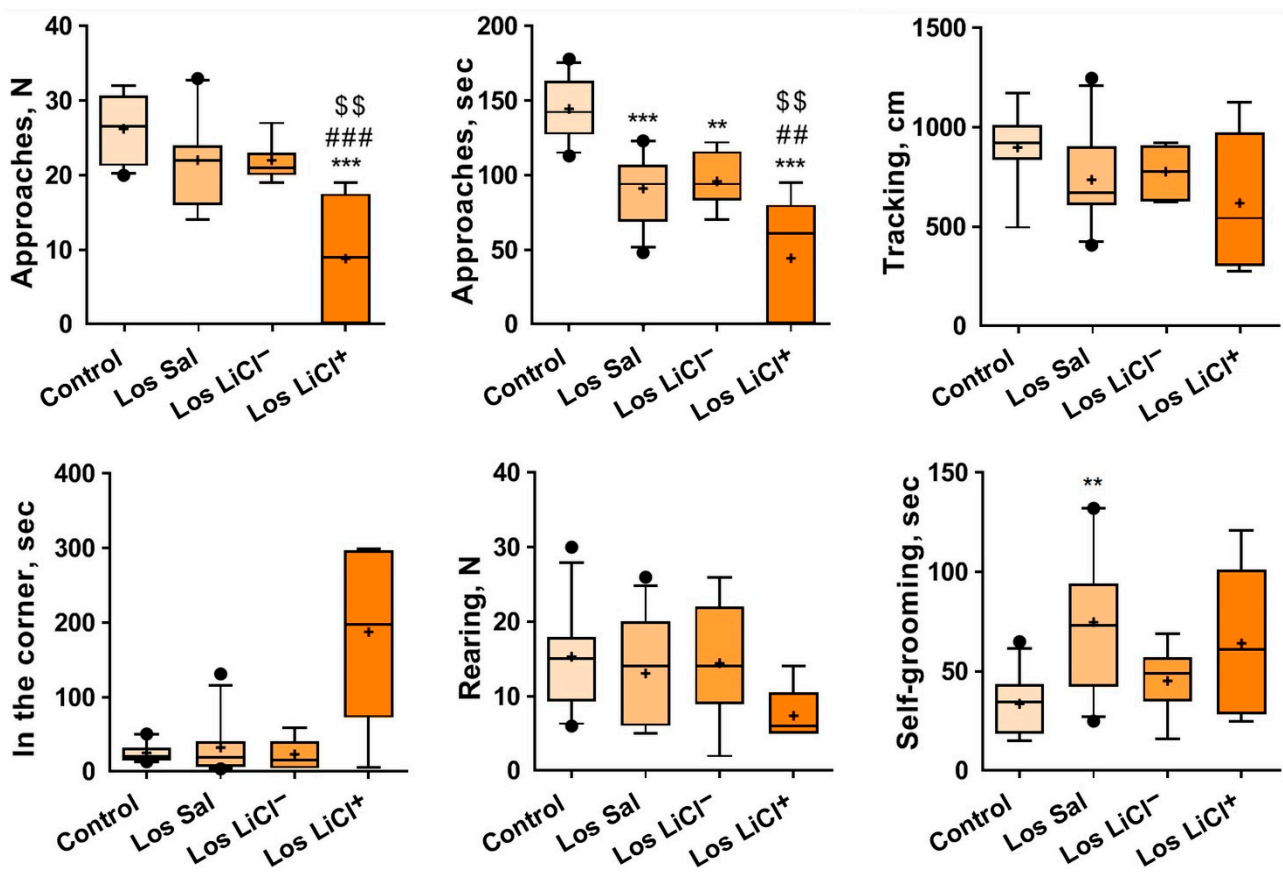 Approaches, N
40
30
20
10
0
$$
###
***
Control
Los Sal
Los LiCl−
Los LiCl+
Approaches, sec
200
150
100
50
0
***
**
$$
##
***
Control
Los Sal
Los LiCl−
Los LiCl+
Tracking, cm
1500
1000
500
0
Control
Los Sal
Los LiCl−
Los LiCl+
In the corner, sec
400
300
200
100
0
Control
Los Sal
Los LiCl−
Los LiCl+
Rearing, N
40
30
20
10
0
Control
Los Sal
Los LiCl−
Los LiCl+
Self-grooming, sec
150
100
50
0
**
Control
Los Sal
Los LiCl−
Los LiCl+